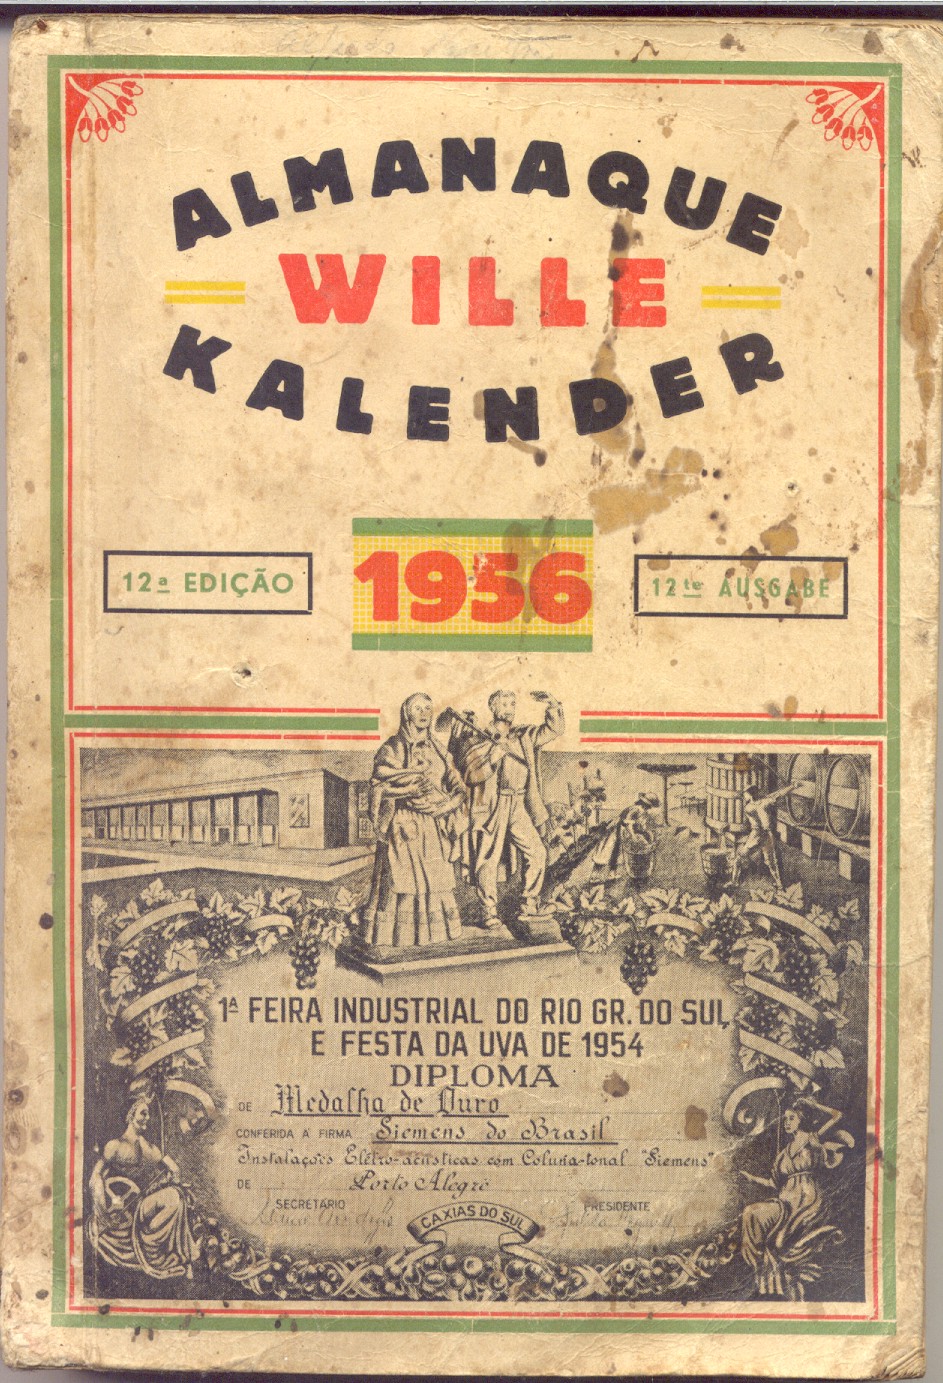 ALMANAQUE
WILLE
KALENDER
1956
12ª EDIÇÃO
12te AUSGABE
1ª FEIRA INDUSTRIAL DO RIO GR. DO SUL
E FESTA DA UVA DE 1954
DIPLOMA
DE Medalha de Ouro
CONFERIDA A FIRMA Siemens do Brasil
Instalações Eletro-acústicas com Coluna-tonal "Siemens"
DE Porto Alegre
SECRETÁRIO PRESIDENTE
CAXIAS DO SUL